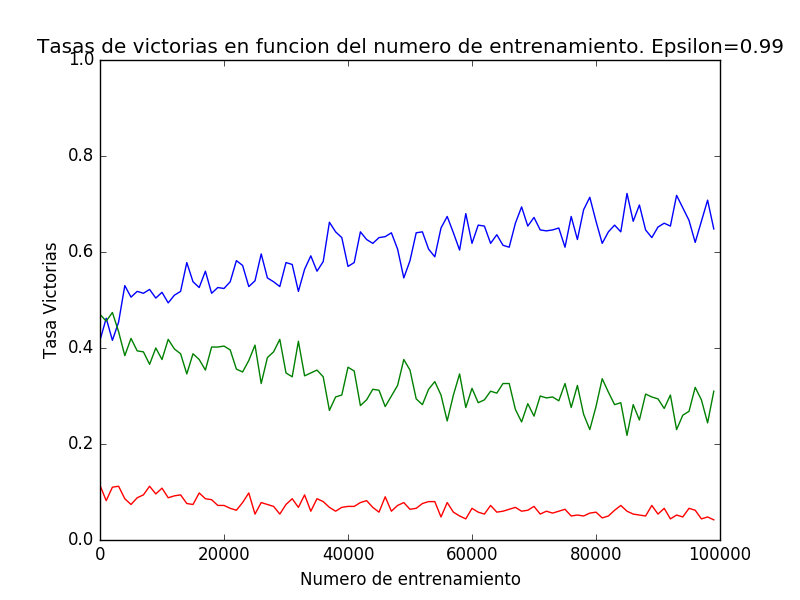 Tasas de victorias en funcion del numero de entrenamiento. Epsilon=0.99
1.0
0.8
0.6
0.4
0.2
0.0
Tasa Victorias
0 20000 40000 60000 80000 100000
Numero de entrenamiento